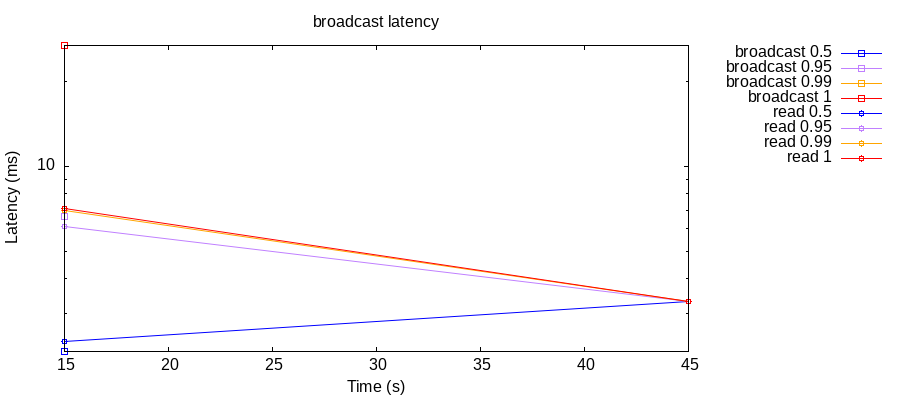 broadcast latency
broadcast 0.5
broadcast 0.95
broadcast 0.99
broadcast 1
read 0.5
read 0.95
read 0.99
read 1
10
Latency (ms)
15 20 25 30 35 40 45
Time (s)